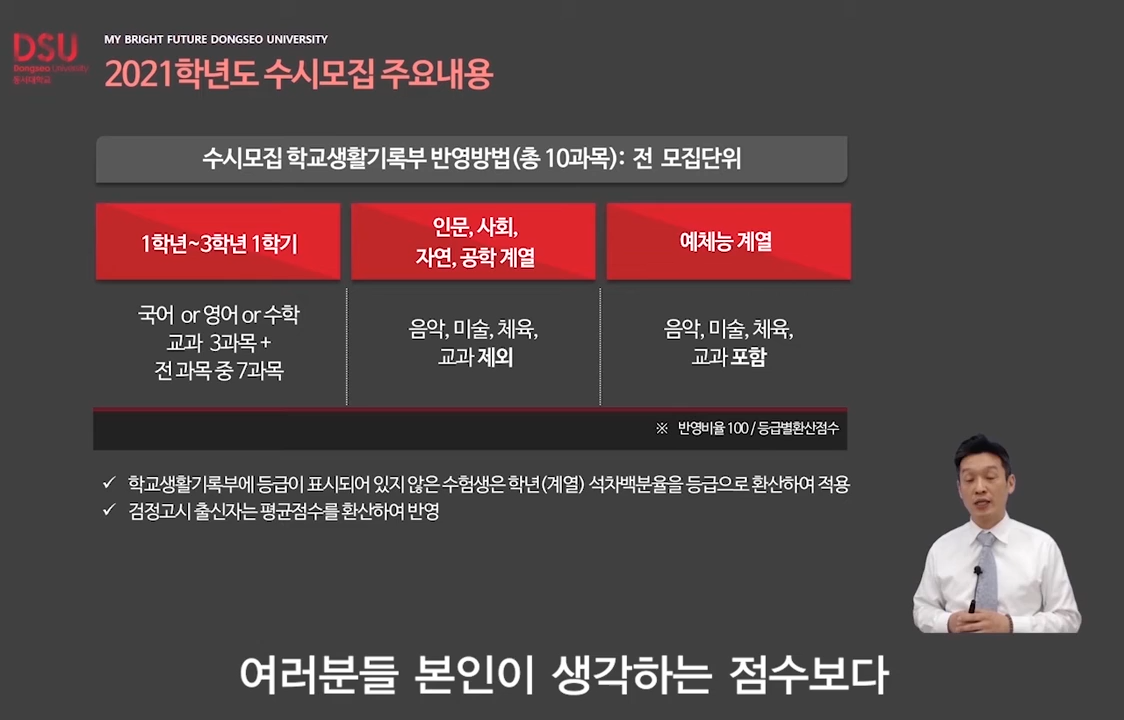 DSU
Dongseo University
동서대학교
MY BRIGHT FUTURE DONGSEO UNIVERSITY
2021학년도 수시모집 주요내용
수시모집 학교생활기록부 반영방법(총 10과목): 전 모집단위
1학년~3학년 1학기
인문, 사회,
자연, 공학 계열
예체능 계열
국어 or 영어 or 수학
교과 3과목 +
전 과목 중 7과목
음악, 미술, 체육,
교과 제외
음악, 미술, 체육,
교과 포함
※ 반영비율 100 / 등급별환산점수
✓ 학교생활기록부에 등급이 표시되어 있지 않은 수험생은 학년(계열) 석차백분율을 등급으로 환산하여 적용
✓ 검정고시 출신자는 평균점수를 환산하여 반영
여러분들 본인이 생각하는 점수보다